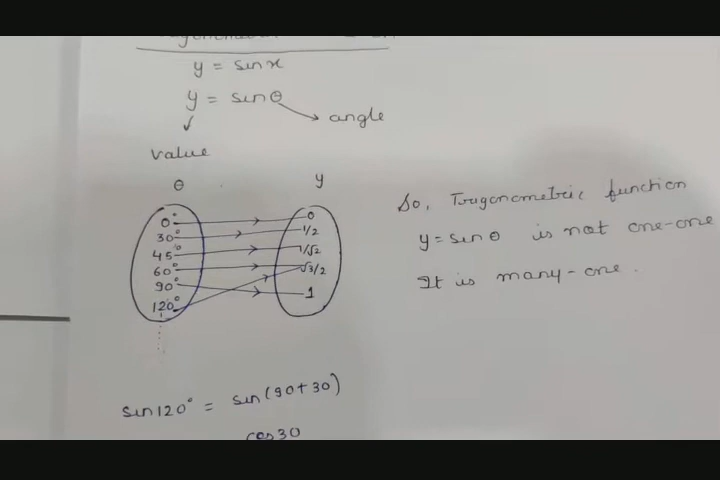 y = sin x
y = sin θ → angle
↓
value
θ y
0° 0
30° 1/2
45° 1/√2
60° √3/2
90° 1
120°
So, Trigonometric function
y = sin θ is not one-one
It is many-one.
sin 120° = sin(90+30)
cos 30